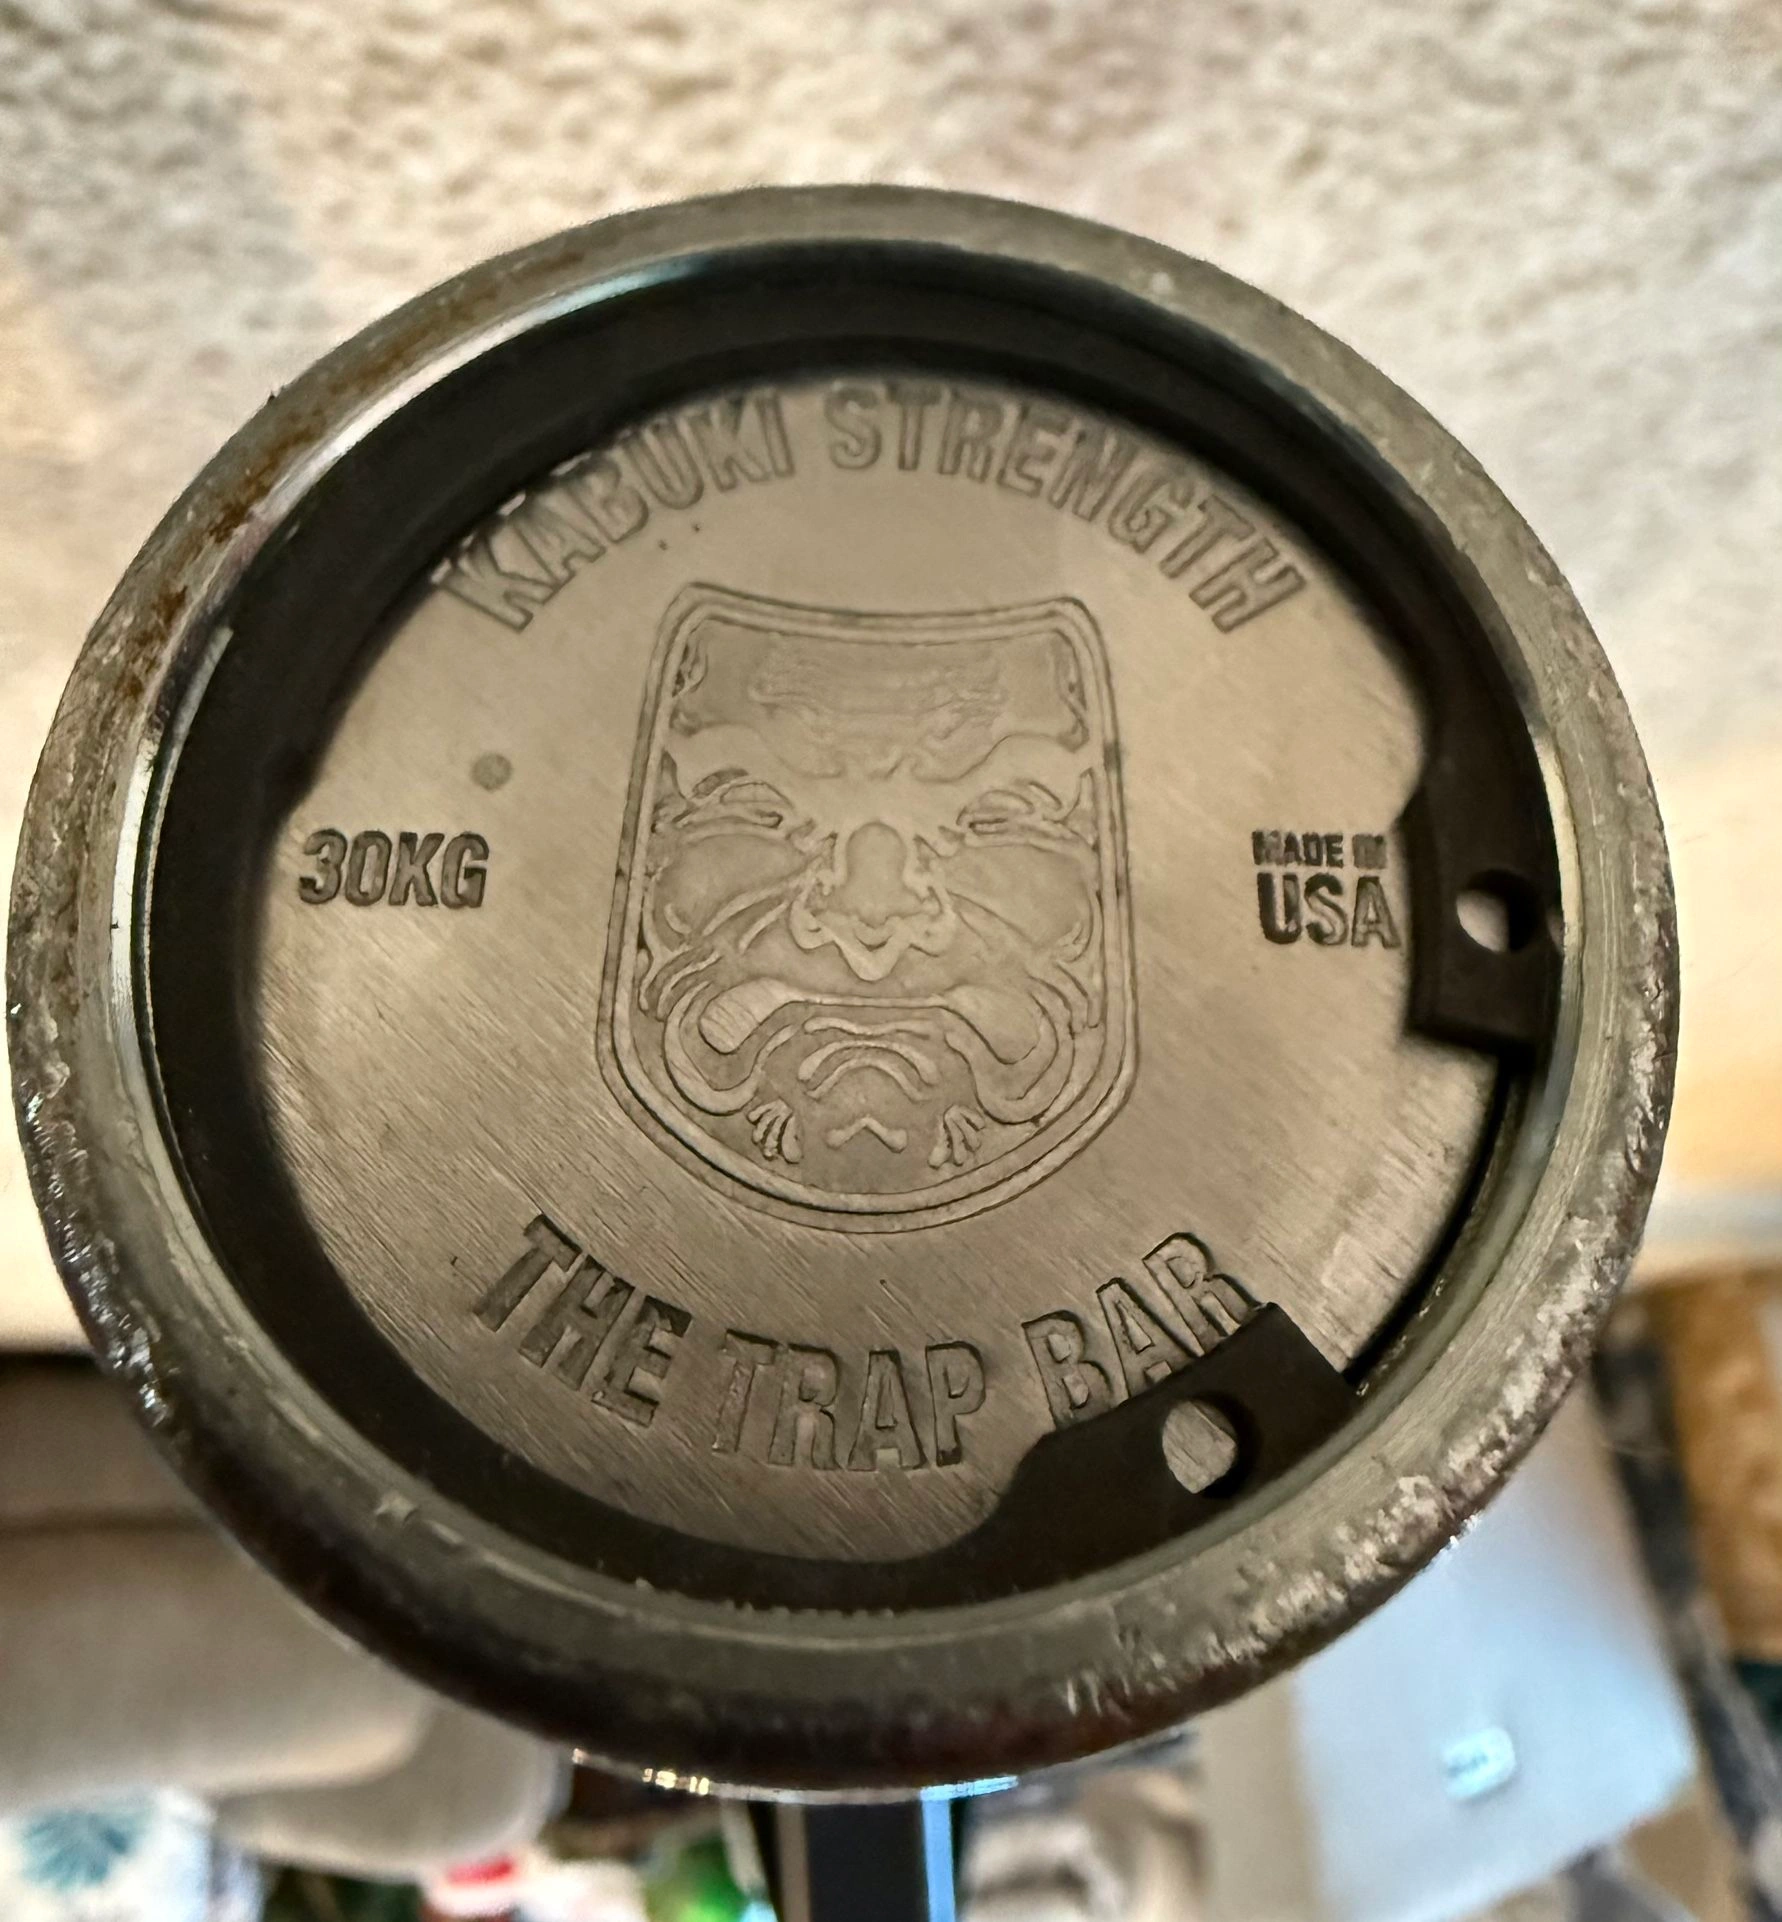 KABUKI STRENGTH
30KG
MADE IN
USA
THE TRAP BAR